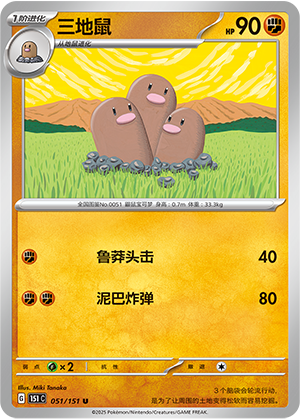 1阶进化
三地鼠
HP 90
从地鼠进化
全国图鉴No.0051 鼹鼠宝可梦 身高:0.7m 体重:33.3kg
鲁莽头击 40
泥巴炸弹 80
弱点 ×2 抗性 撤退
Illus. Miki Tanaka
G 151 C 051/151 U
3个脑袋会轮流行动。
是为了让周围的土地变得松软而容易挖掘。
©2025 Pokémon/Nintendo/Creatures/GAME FREAK.